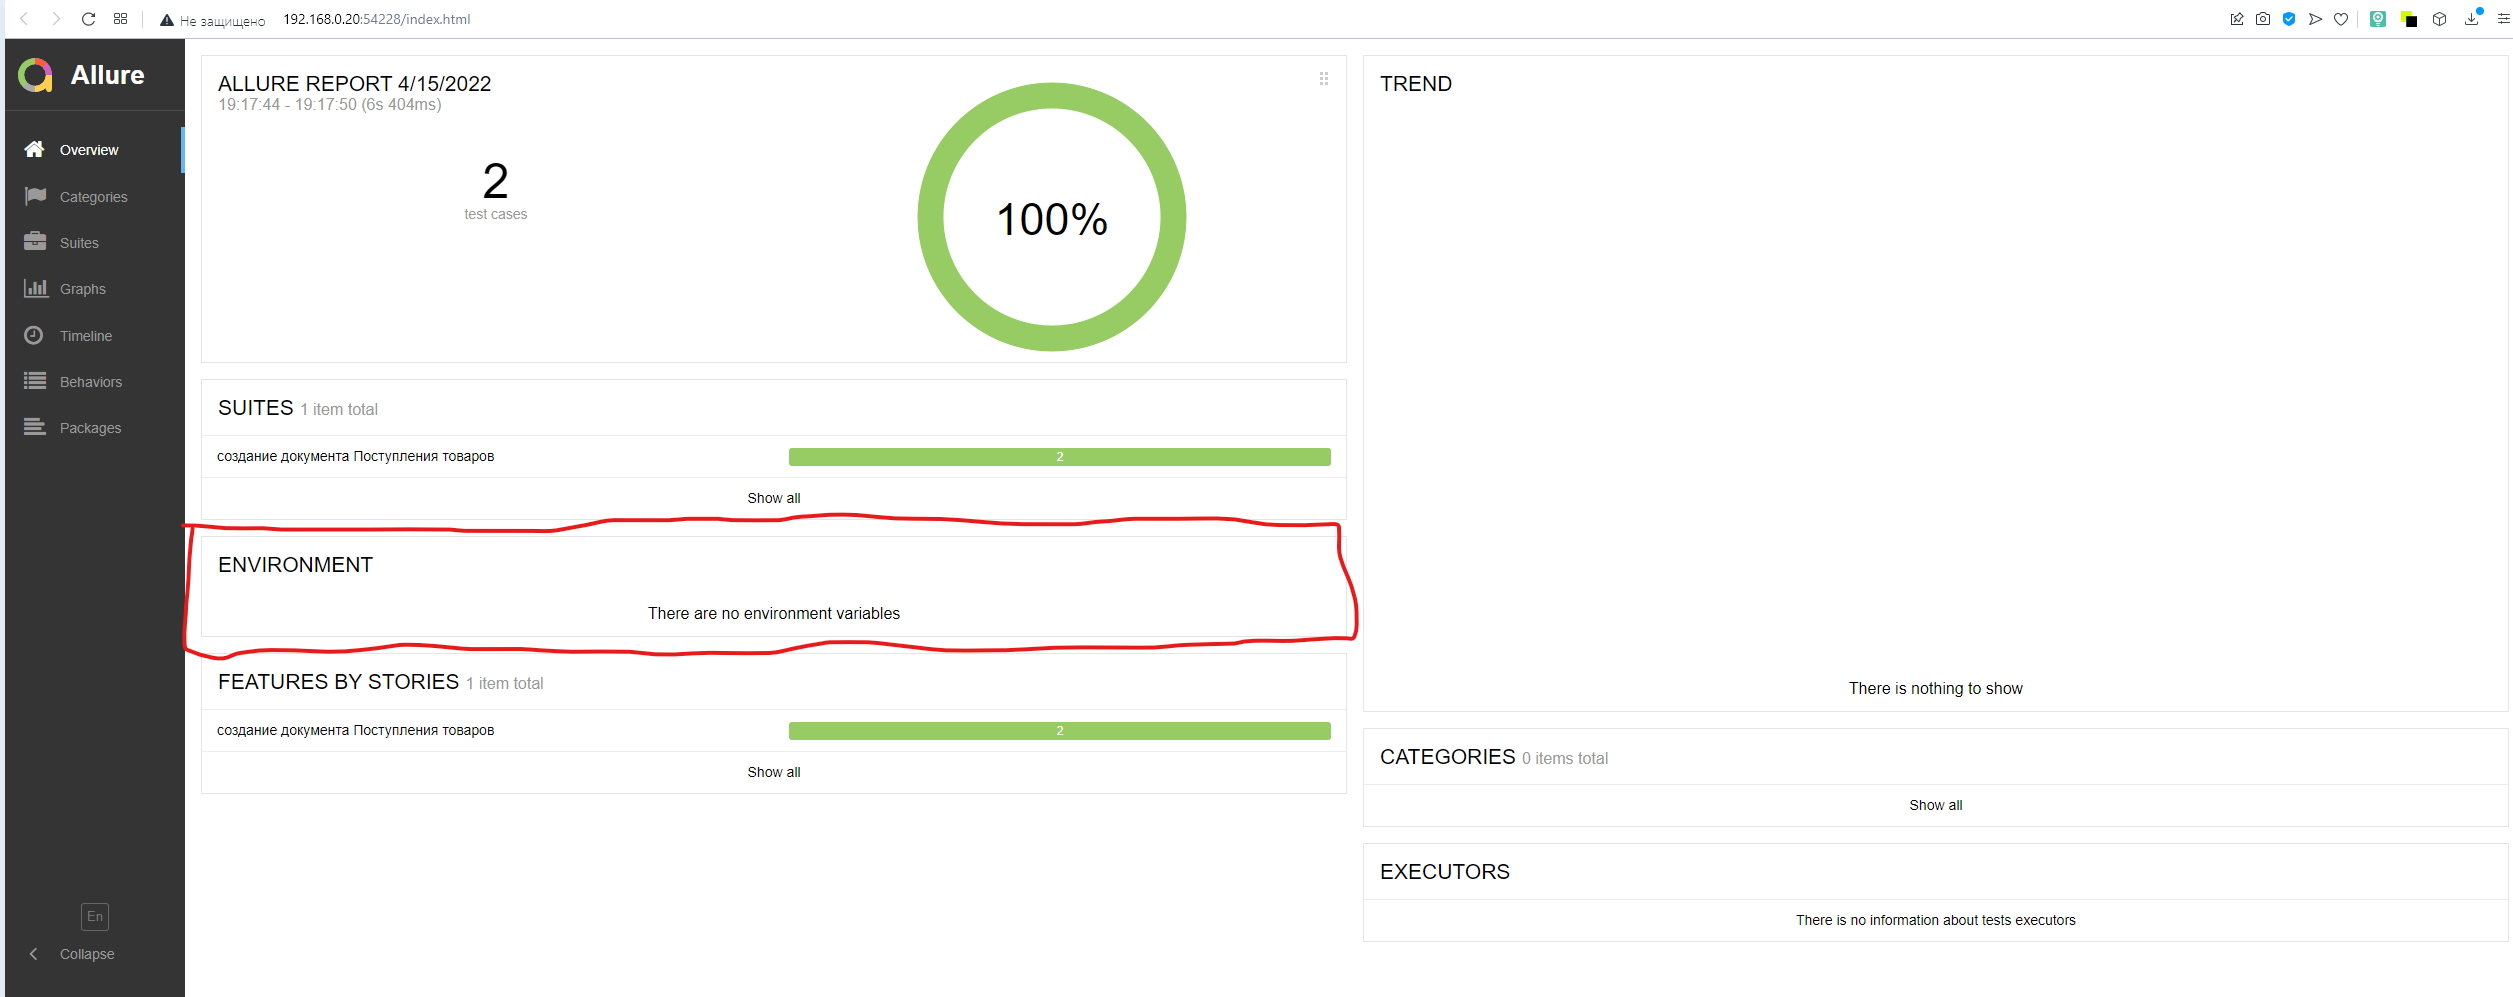 Не защищено 192.168.0.20:54228/index.html
Allure
Overview
Categories
Suites
Graphs
Timeline
Behaviors
Packages
En
Collapse
ALLURE REPORT 4/15/2022
19:17:44 - 19:17:50 (6s 404ms)
2
test cases
100%
SUITES 1 item total
создание документа Поступления товаров 2
Show all
ENVIRONMENT
There are no environment variables
FEATURES BY STORIES 1 item total
создание документа Поступления товаров 2
Show all
TREND
There is nothing to show
CATEGORIES 0 items total
Show all
EXECUTORS
There is no information about tests executors